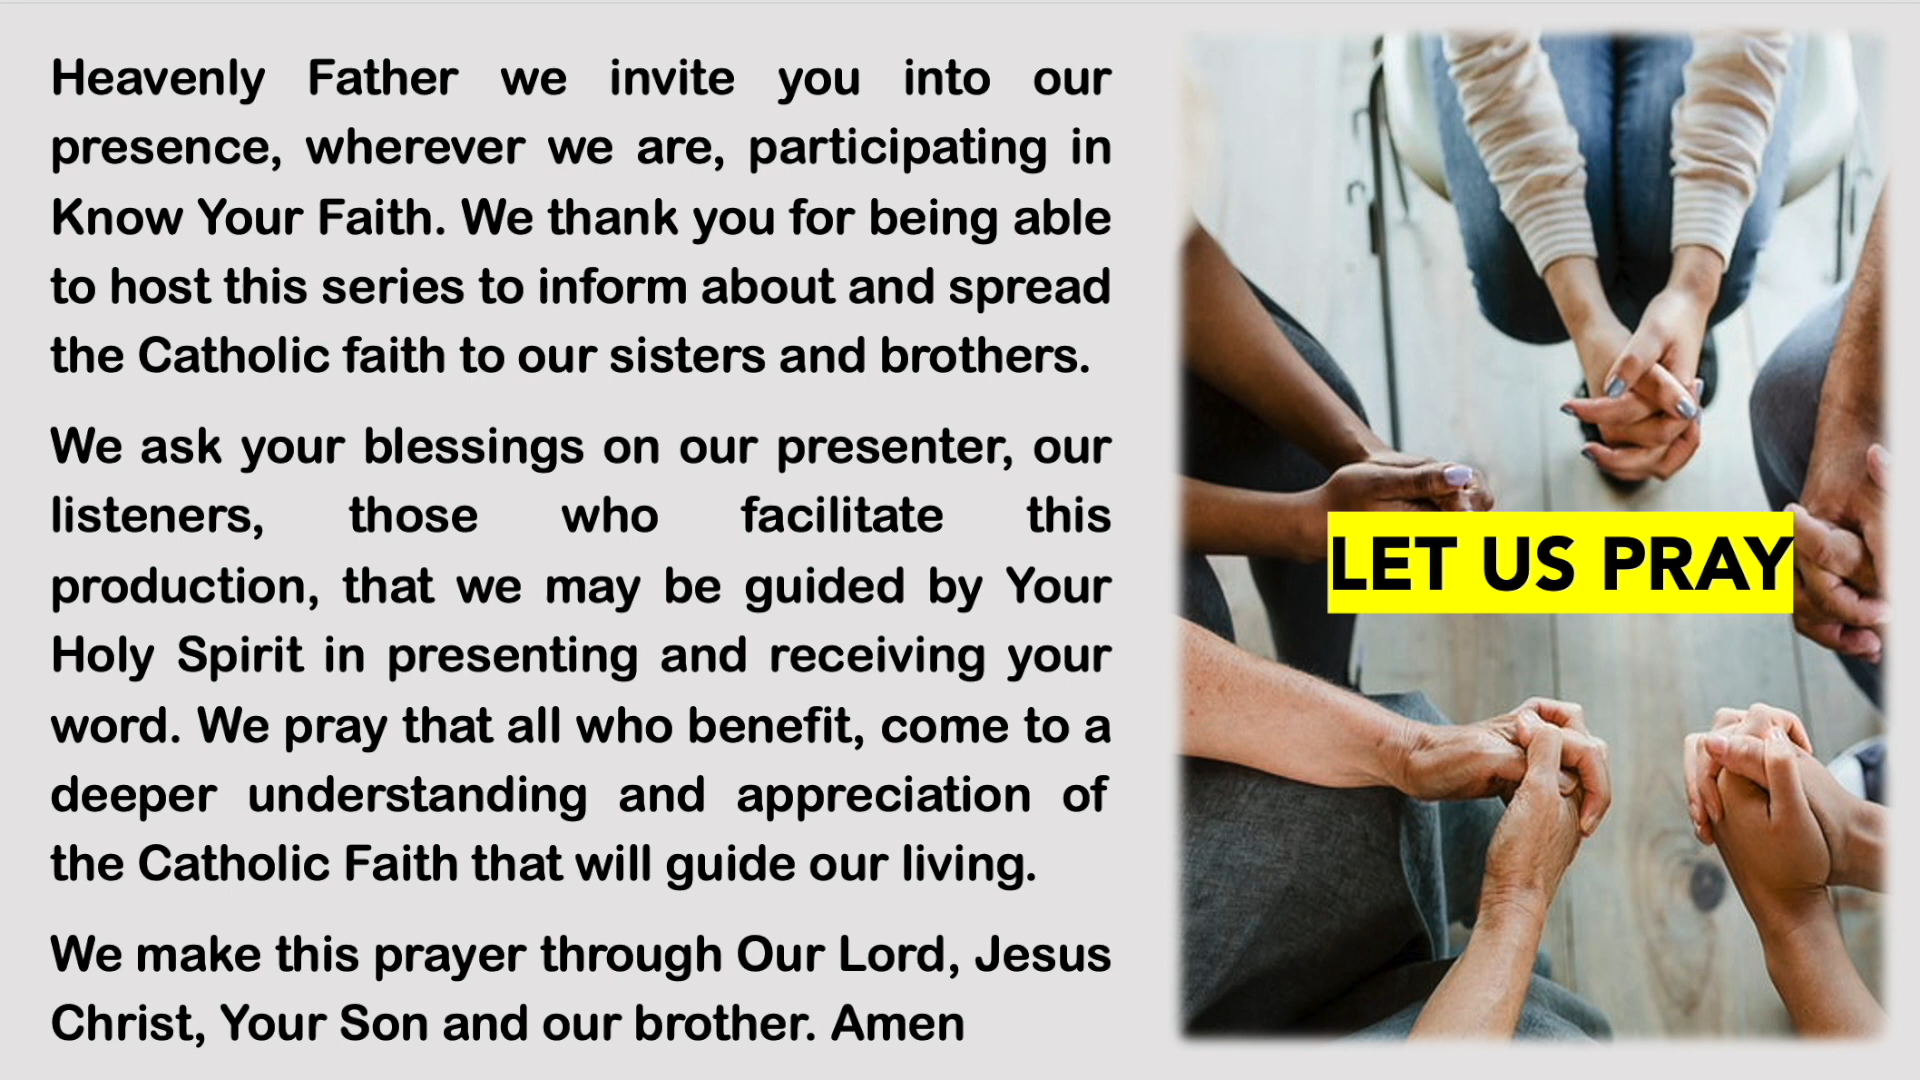 Heavenly Father we invite you into our
presence, wherever we are, participating in
Know Your Faith. We thank you for being able
to host this series to inform about and spread
the Catholic faith to our sisters and brothers.
We ask your blessings on our presenter, our
listeners, those who facilitate this
production, that we may be guided by Your
Holy Spirit in presenting and receiving your
word. We pray that all who benefit, come to a
deeper understanding and appreciation of
the Catholic Faith that will guide our living.
We make this prayer through Our Lord, Jesus
Christ, Your Son and our brother. Amen
LET US PRAY